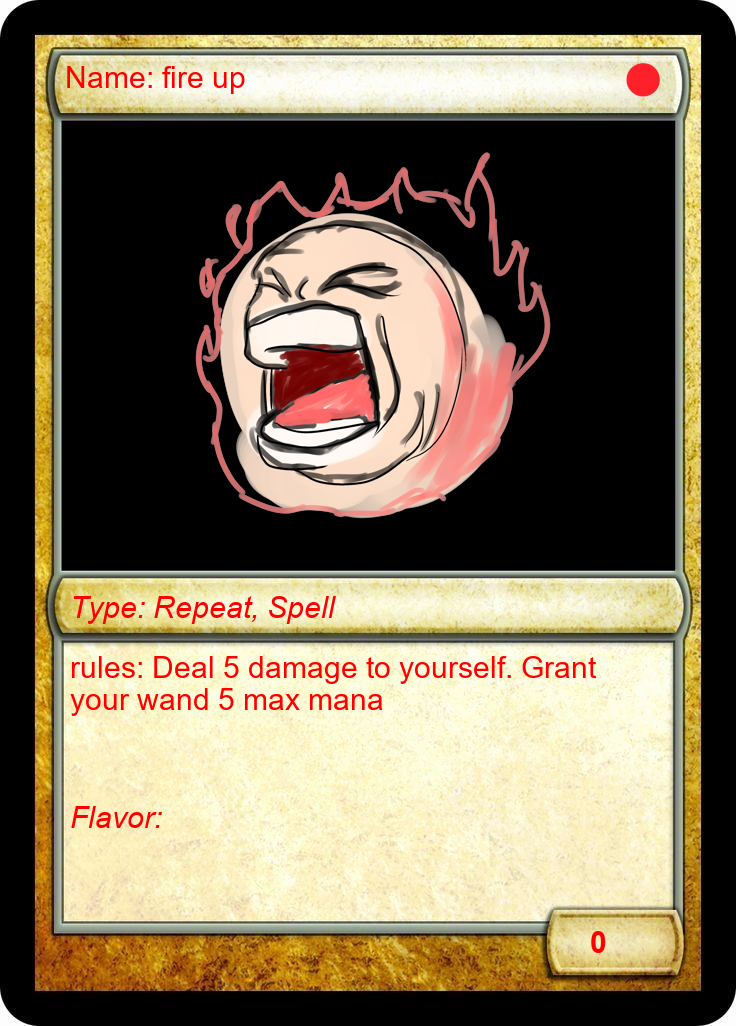 Name: fire up
Type: Repeat, Spell
rules: Deal 5 damage to yourself. Grant
your wand 5 max mana
Flavor:
0